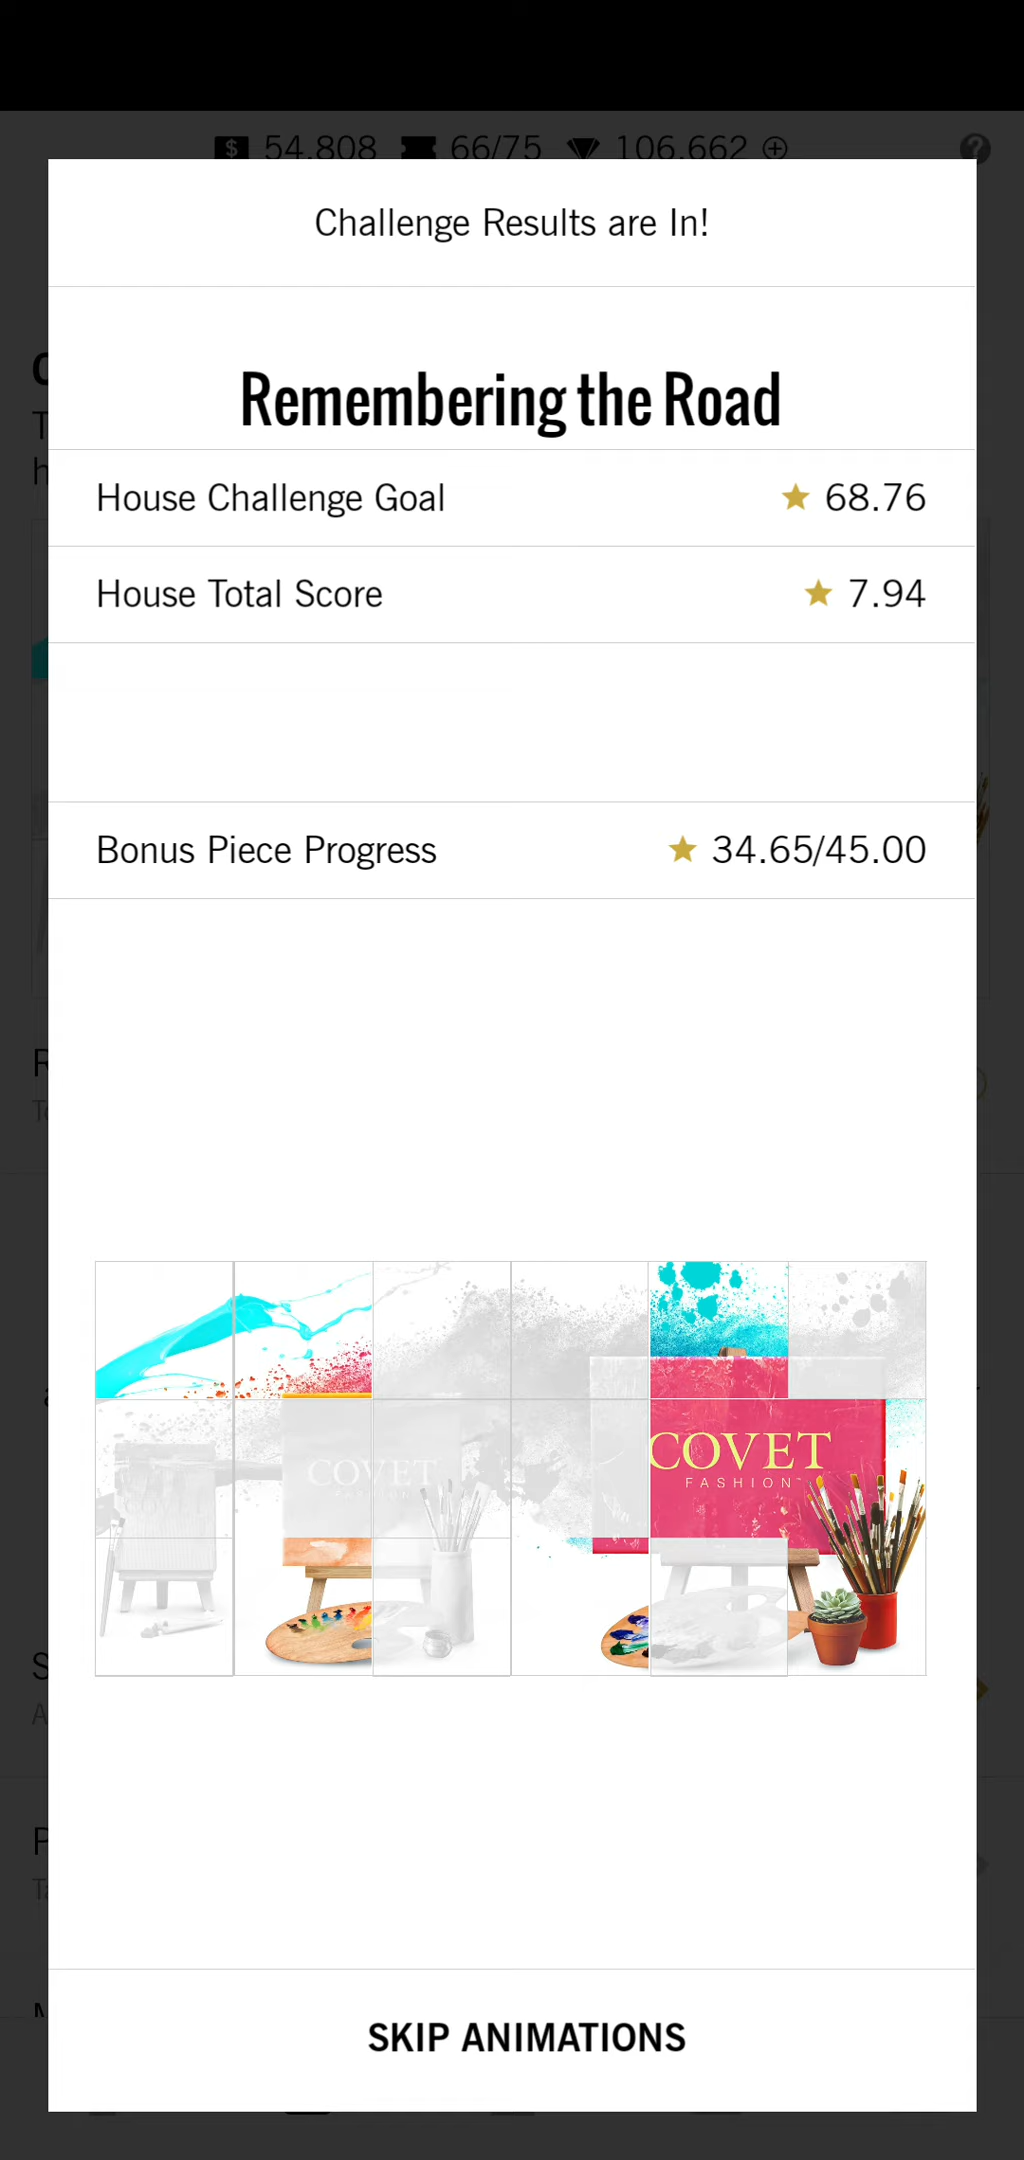 54,808 66/75 106,662
Challenge Results are In!
Remembering the Road
House Challenge Goal 68.76
House Total Score 7.94
Bonus Piece Progress 34.65/45.00
COVET
FASHION
COVET
SKIP ANIMATIONS